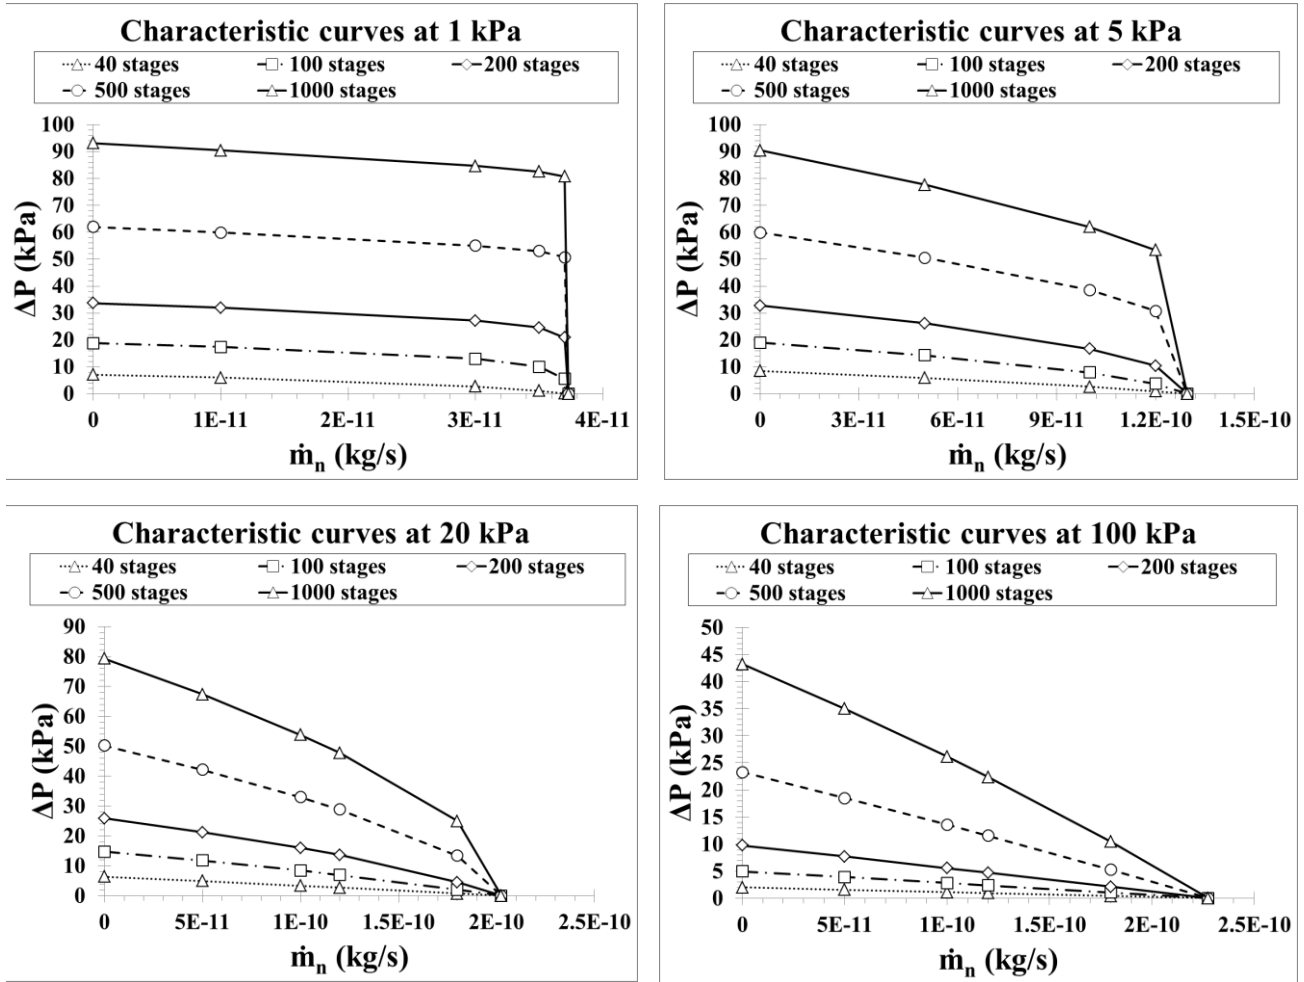 Characteristic curves at 1 kPa
40 stages 100 stages 200 stages
500 stages 1000 stages
100
90
80
70
60
50
40
30
20
10
0
ΔP (kPa)
0 1E-11 2E-11 3E-11 4E-11
ṁn (kg/s)
Characteristic curves at 5 kPa
40 stages 100 stages 200 stages
500 stages 1000 stages
100
90
80
70
60
50
40
30
20
10
0
ΔP (kPa)
0 3E-11 6E-11 9E-11 1.2E-10 1.5E-10
ṁn (kg/s)
Characteristic curves at 20 kPa
40 stages 100 stages 200 stages
500 stages 1000 stages
90
80
70
60
50
40
30
20
10
0
ΔP (kPa)
0 5E-11 1E-10 1.5E-10 2E-10 2.5E-10
ṁn (kg/s)
Characteristic curves at 100 kPa
40 stages 100 stages 200 stages
500 stages 1000 stages
50
45
40
35
30
25
20
15
10
5
0
ΔP (kPa)
0 5E-11 1E-10 1.5E-10 2E-10 2.5E-10
ṁn (kg/s)